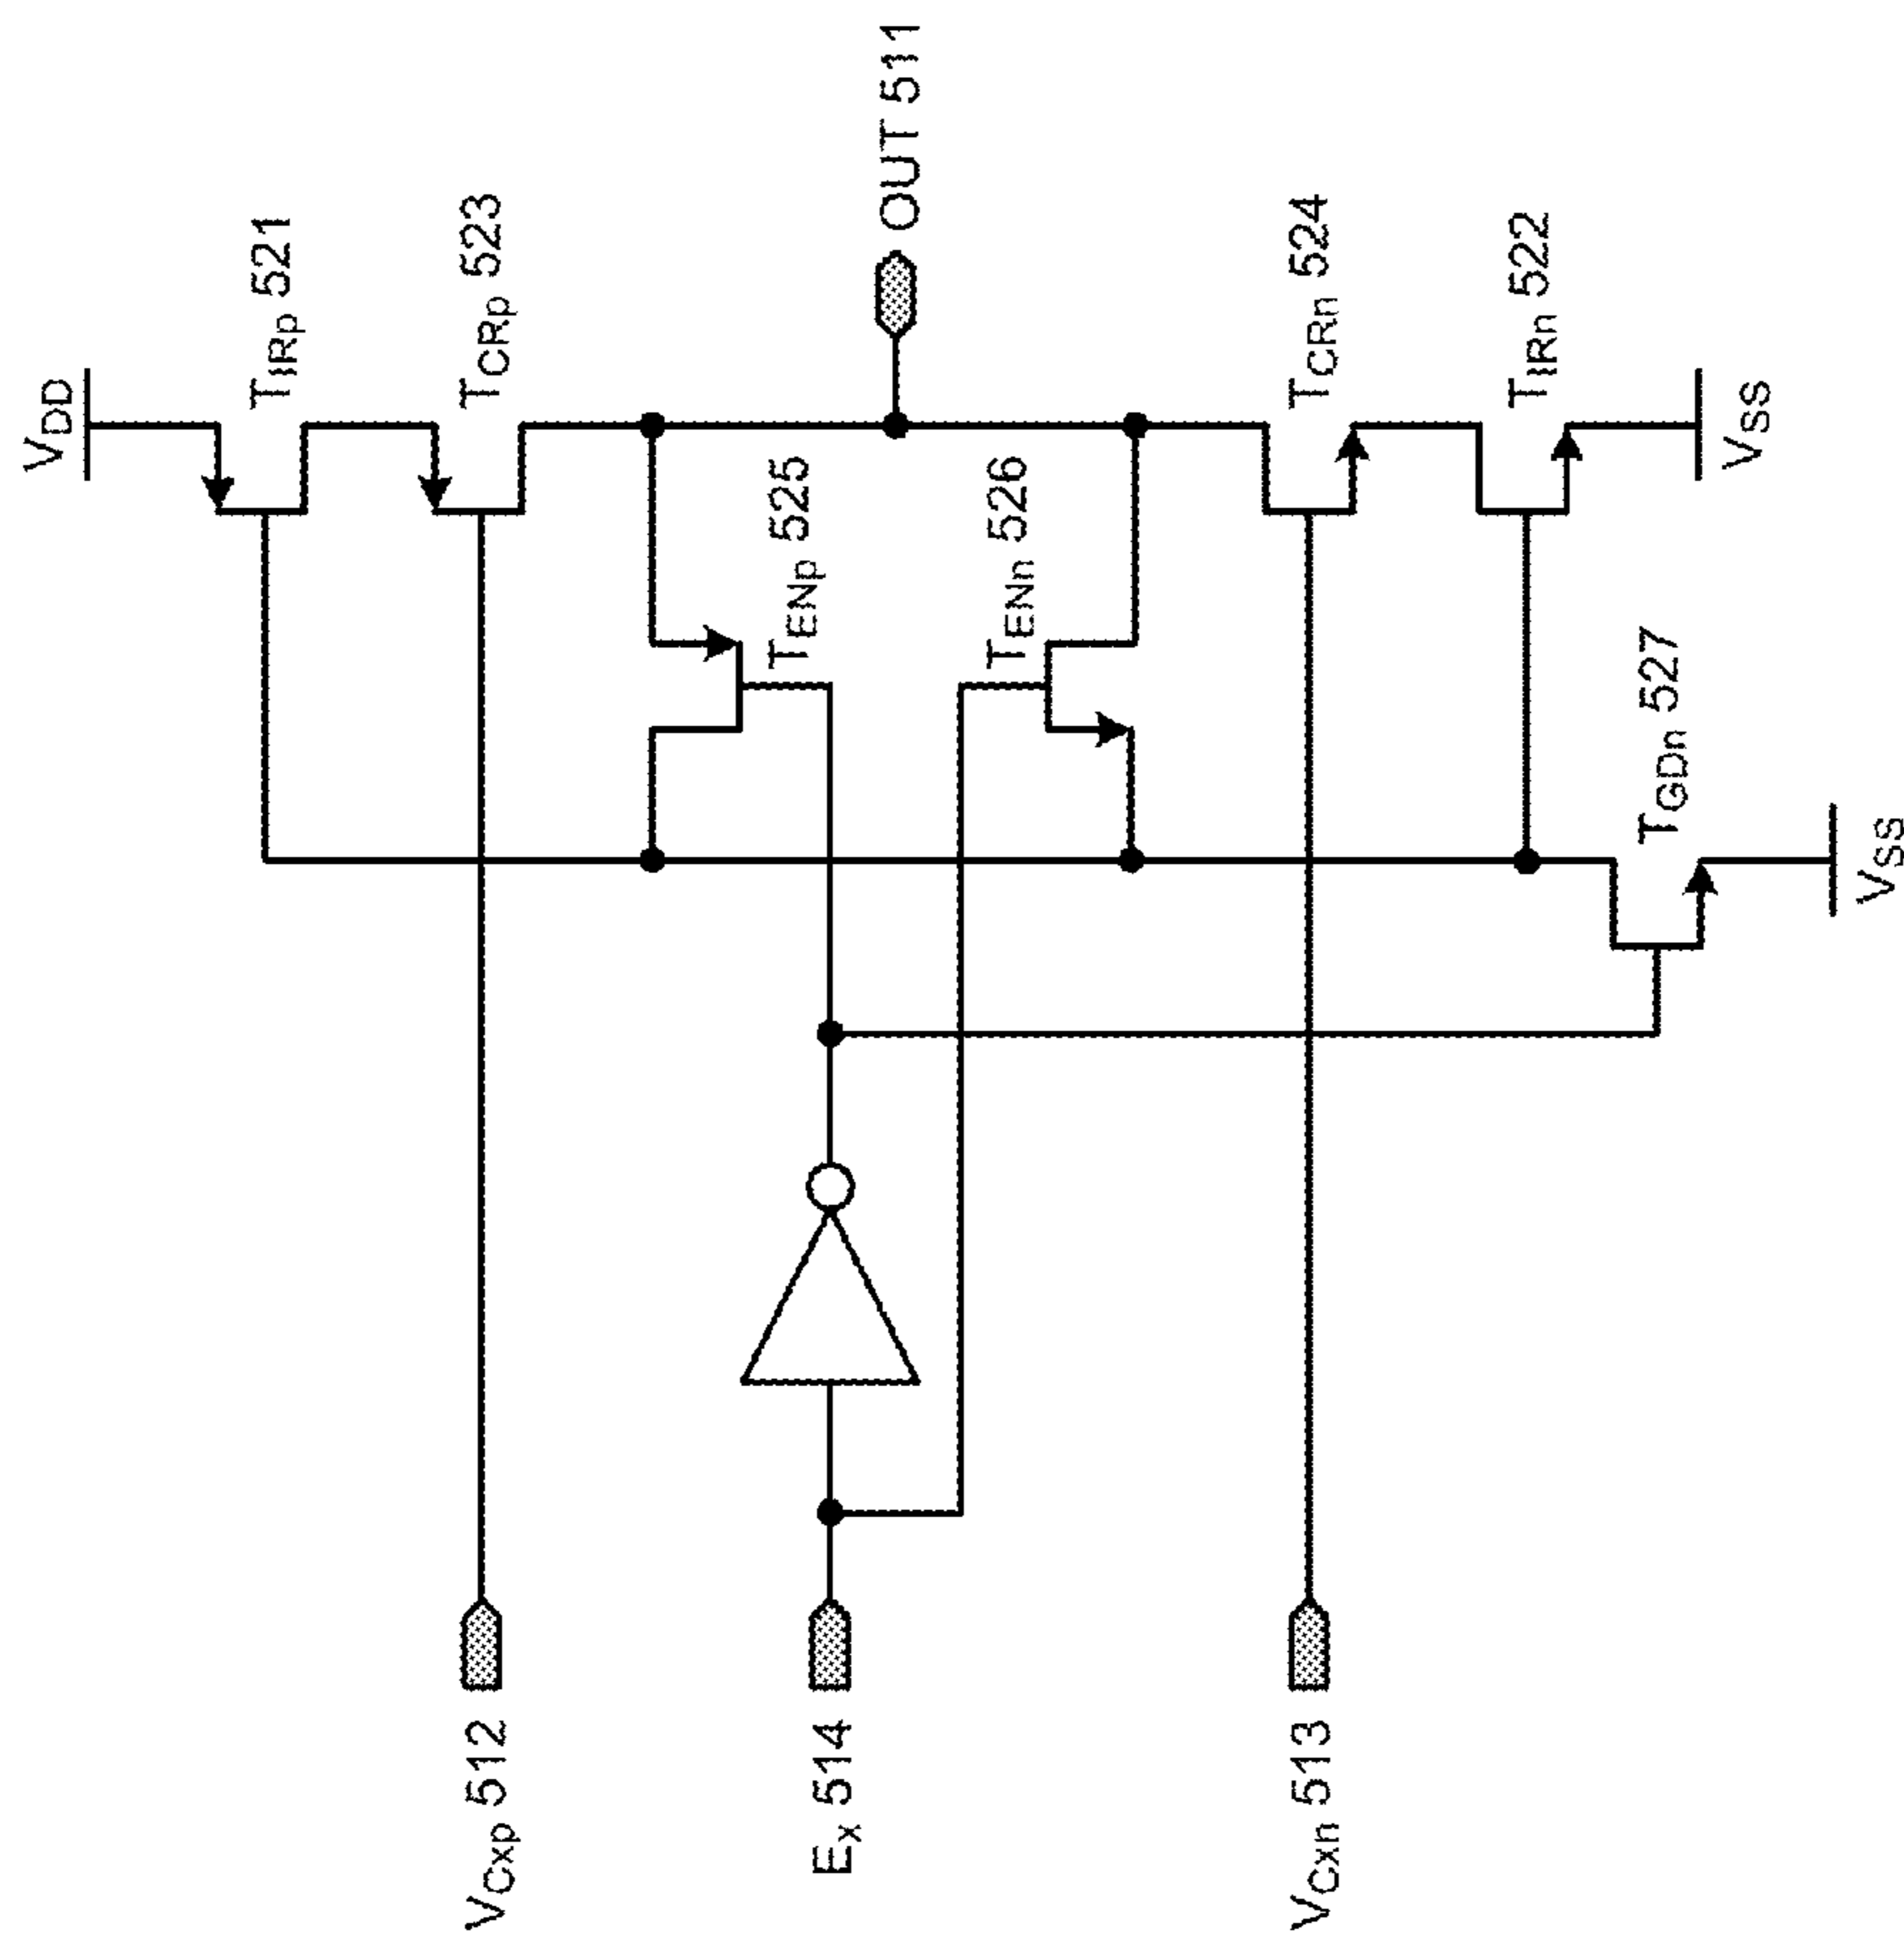 V_DD
T_IRp 521
T_CRp 523
OUT 511
T_ENp 525
T_ENn 526
T_CRn 524
T_IRn 522
V_SS
T_GDn 527
V_SS
V_Cxp 512
E_x 514
V_Cxn 513